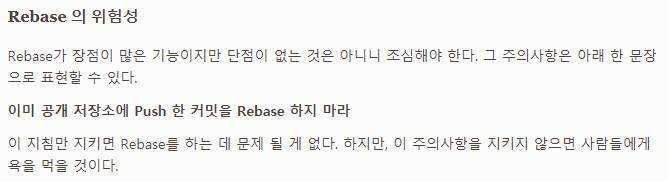 Rebase 의 위험성
Rebase가 장점이 많은 기능이지만 단점이 없는 것은 아니니 조심해야 한다. 그 주의사항은 아래 한 문장
으로 표현할 수 있다.
이미 공개 저장소에 Push 한 커밋을 Rebase 하지 마라
이 지침만 지키면 Rebase를 하는 데 문제 될 게 없다. 하지만, 이 주의사항을 지키지 않으면 사람들에게
욕을 먹을 것이다.